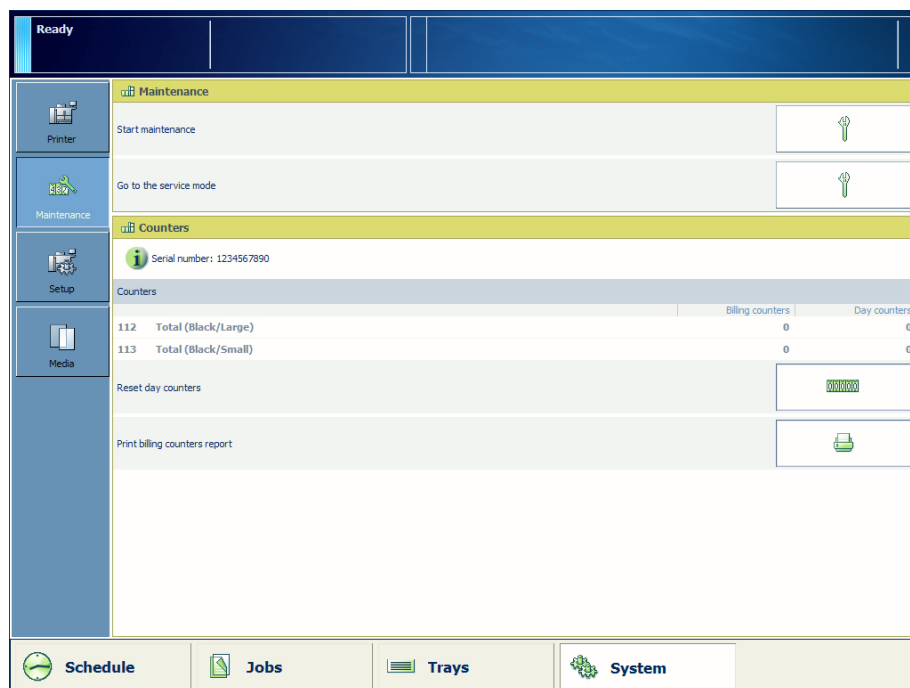 Ready
Printer
Maintenance
Setup
Media
Maintenance
Start maintenance
Go to the service mode
Counters
Serial number: 1234567890
Counters
Billing counters Day counters
112 Total (Black/Large) 0 0
113 Total (Black/Small) 0 0
Reset day counters
Print billing counters report
Schedule Jobs Trays System